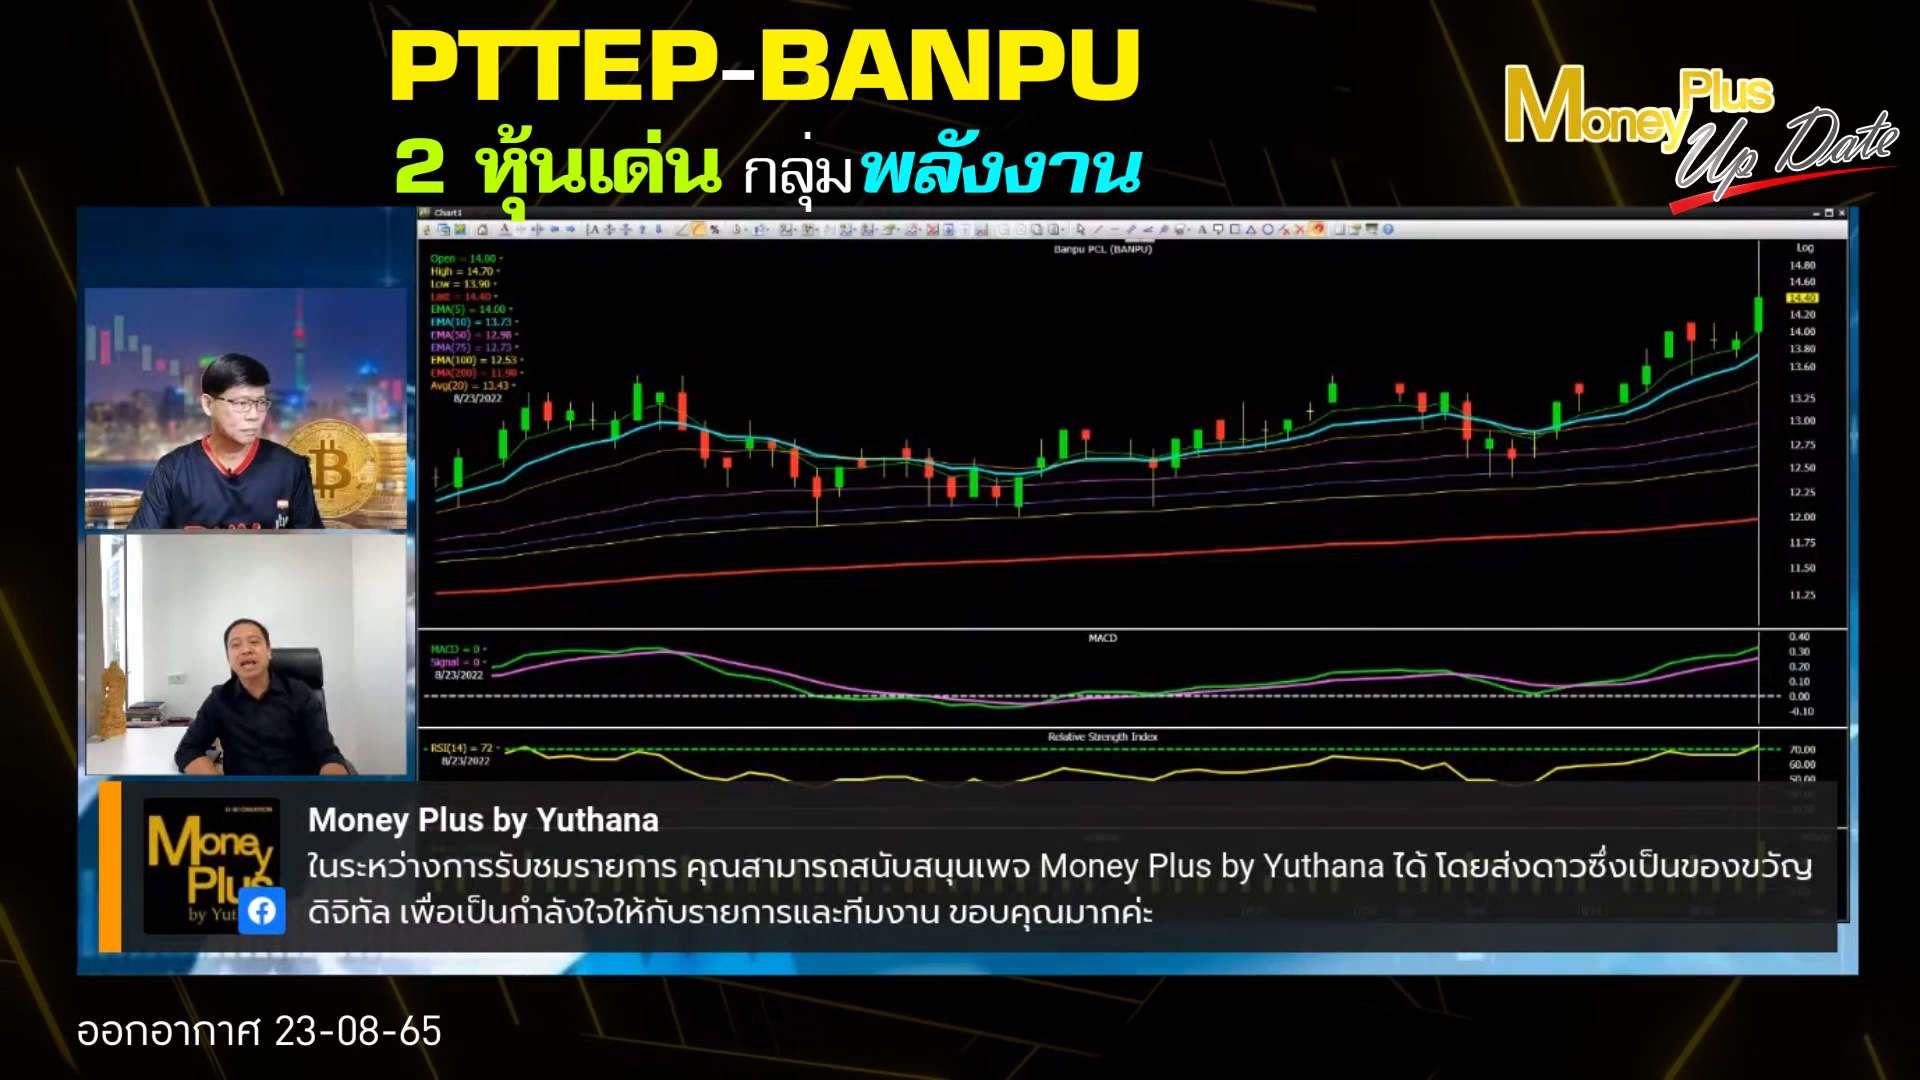 PTTEP-BANPU
2 หุ้นเด่น กลุ่มพลังงาน
Money Plus
Up Date
Chart1
Banpu PCL (BANPU)
Log
Open = 14.00
High = 14.70
Low = 13.90
Last = 14.40
EMA(5) = 14.00
EMA(10) = 13.73
EMA(50) = 12.98
EMA(75) = 12.73
EMA(100) = 12.53
EMA(200) = 11.98
Avg(20) = 13.43
8/23/2022
14.80
14.60
14.40
14.20
14.00
13.80
13.60
13.25
13.00
12.75
12.50
12.25
12.00
11.75
11.50
11.25
MACD
MACD = 0
Signal = 0
8/23/2022
0.40
0.30
0.20
0.10
0.00
-0.10
Relative Strength Index
RSI(14) = 72
8/23/2022
70.00
60.00
50.00
Money Plus
by Yut
Money Plus by Yuthana
ในระหว่างการรับชมรายการ คุณสามารถสนับสนุนเพจ Money Plus by Yuthana ได้ โดยส่งดาวซึ่งเป็นของขวัญ
ดิจิทัล เพื่อเป็นกำลังใจให้กับรายการและทีมงาน ขอบคุณมากค่ะ
ออกอากาศ 23-08-65